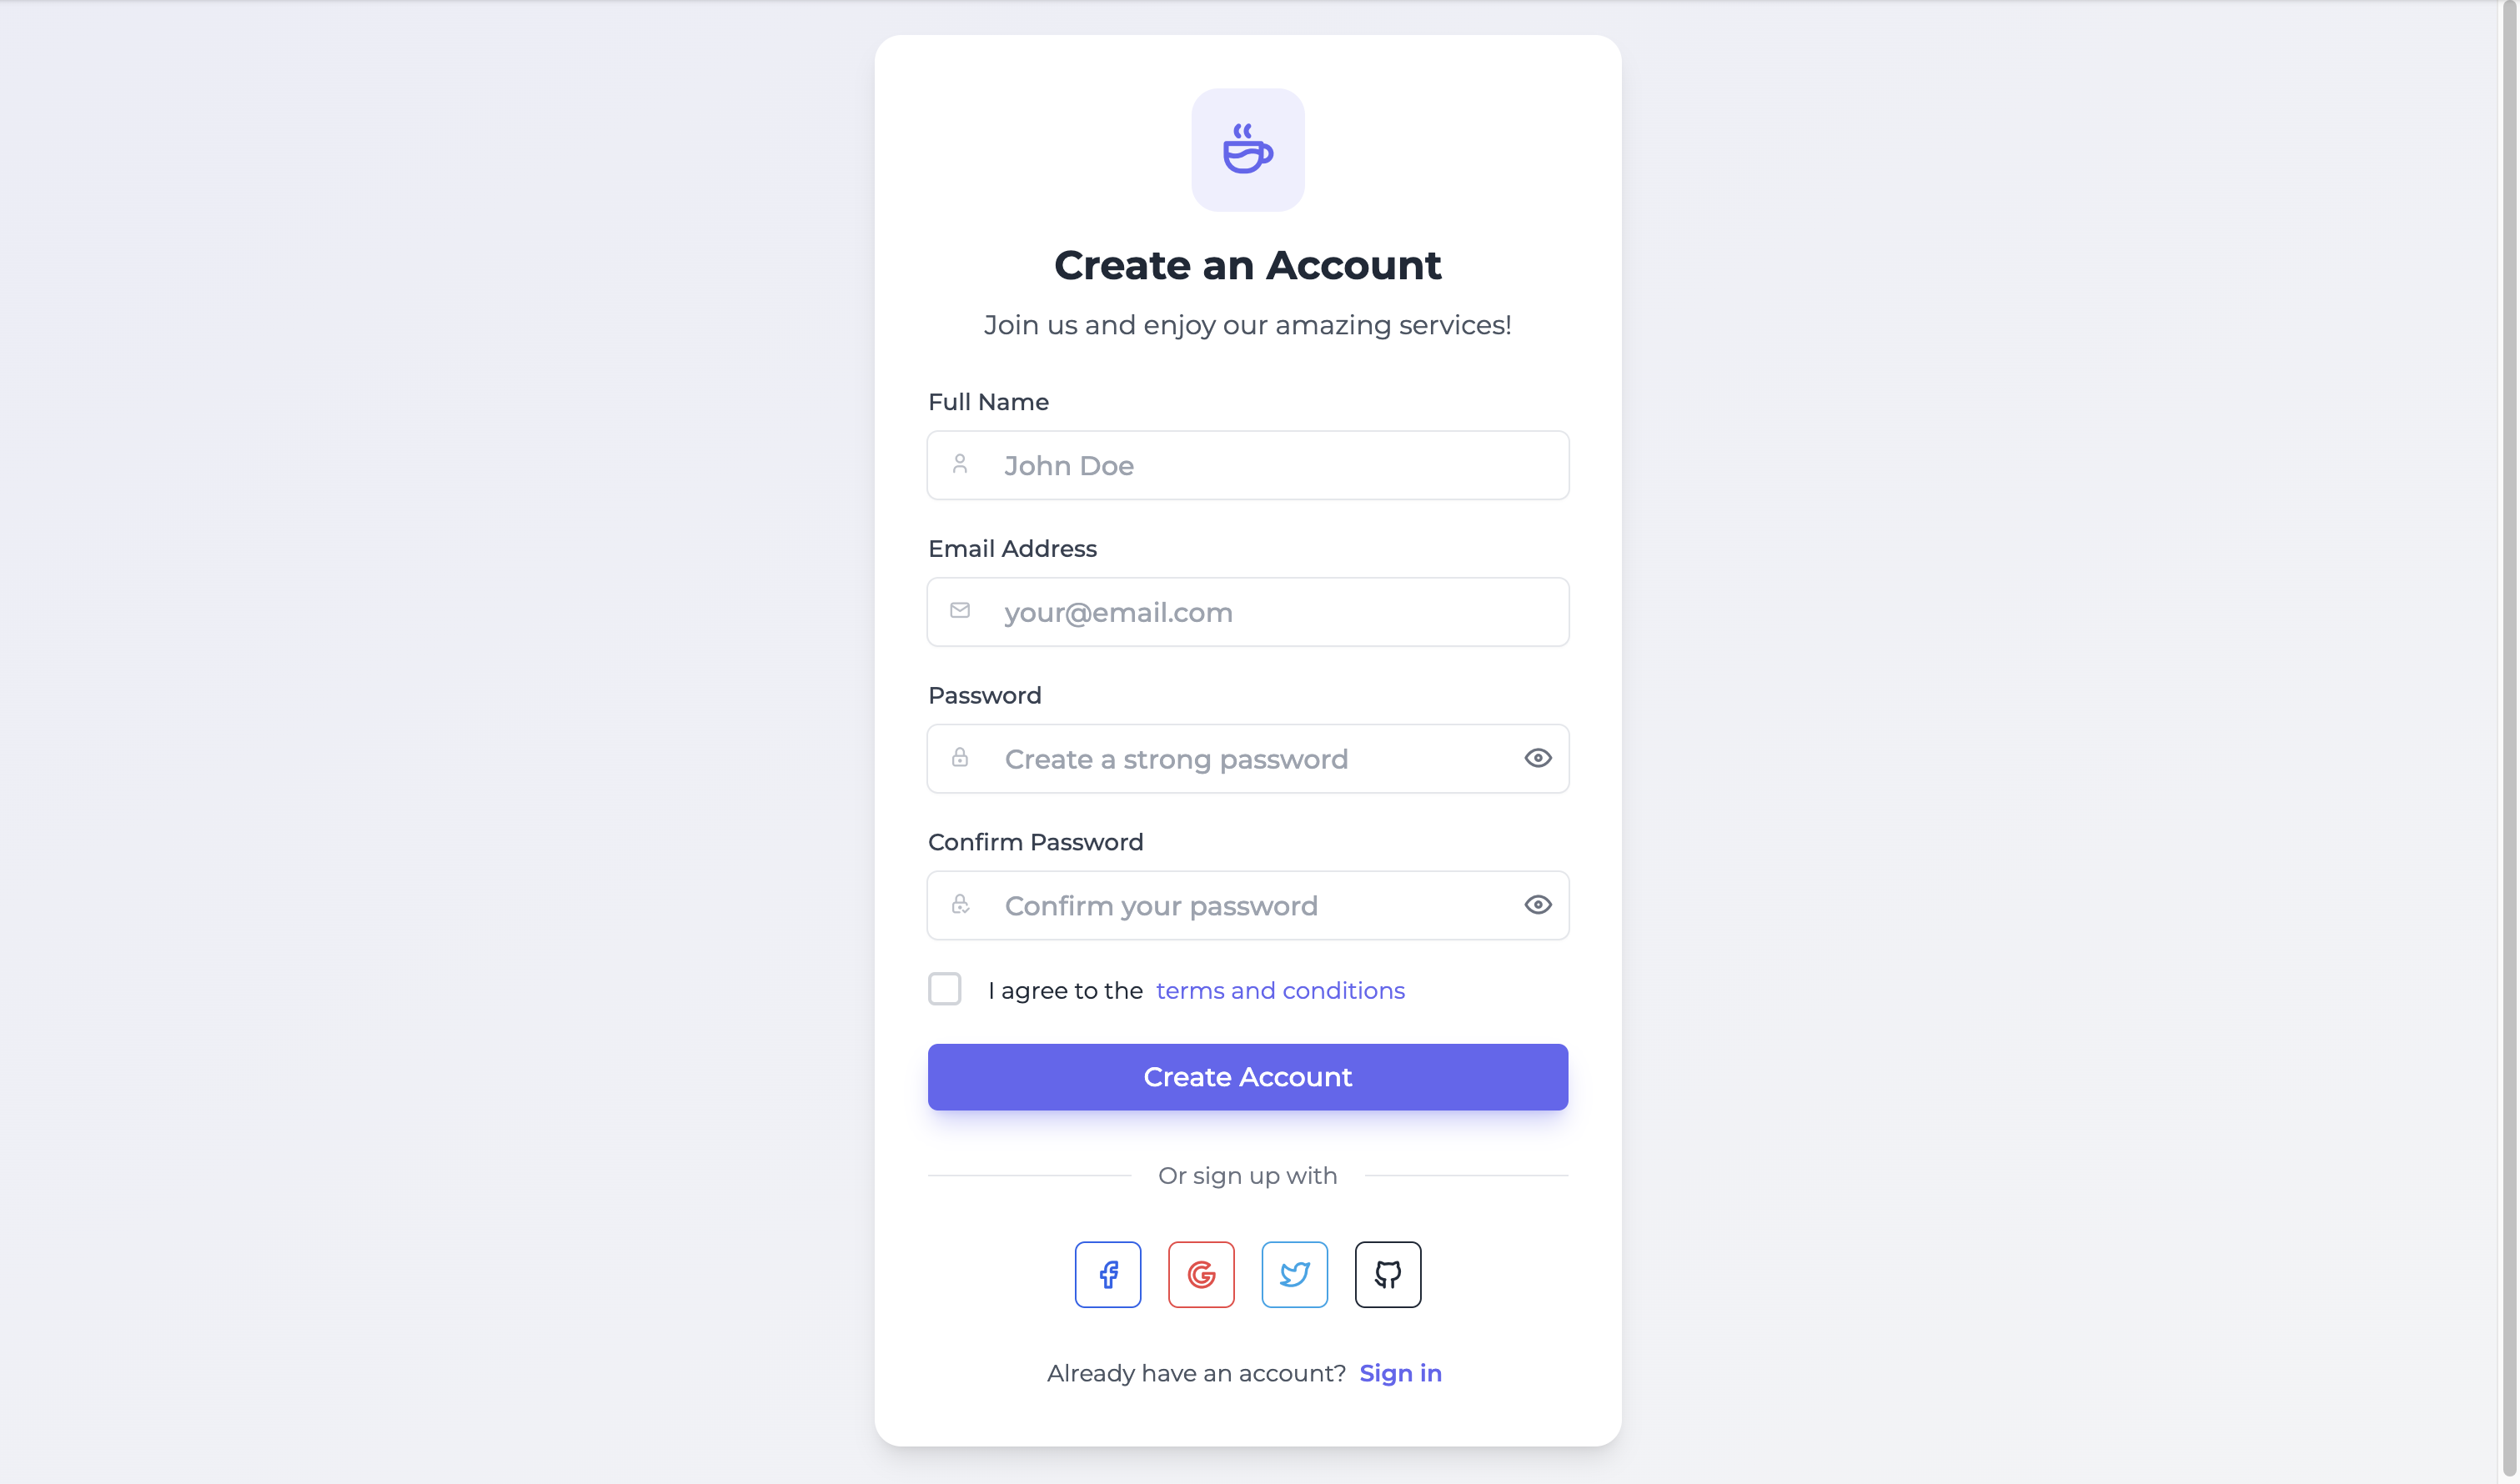 Create an Account
Join us and enjoy our amazing services!
Full Name
John Doe
Email Address
your@email.com
Password
Create a strong password
Confirm Password
Confirm your password
I agree to the terms and conditions
Create Account
Or sign up with
Already have an account? Sign in